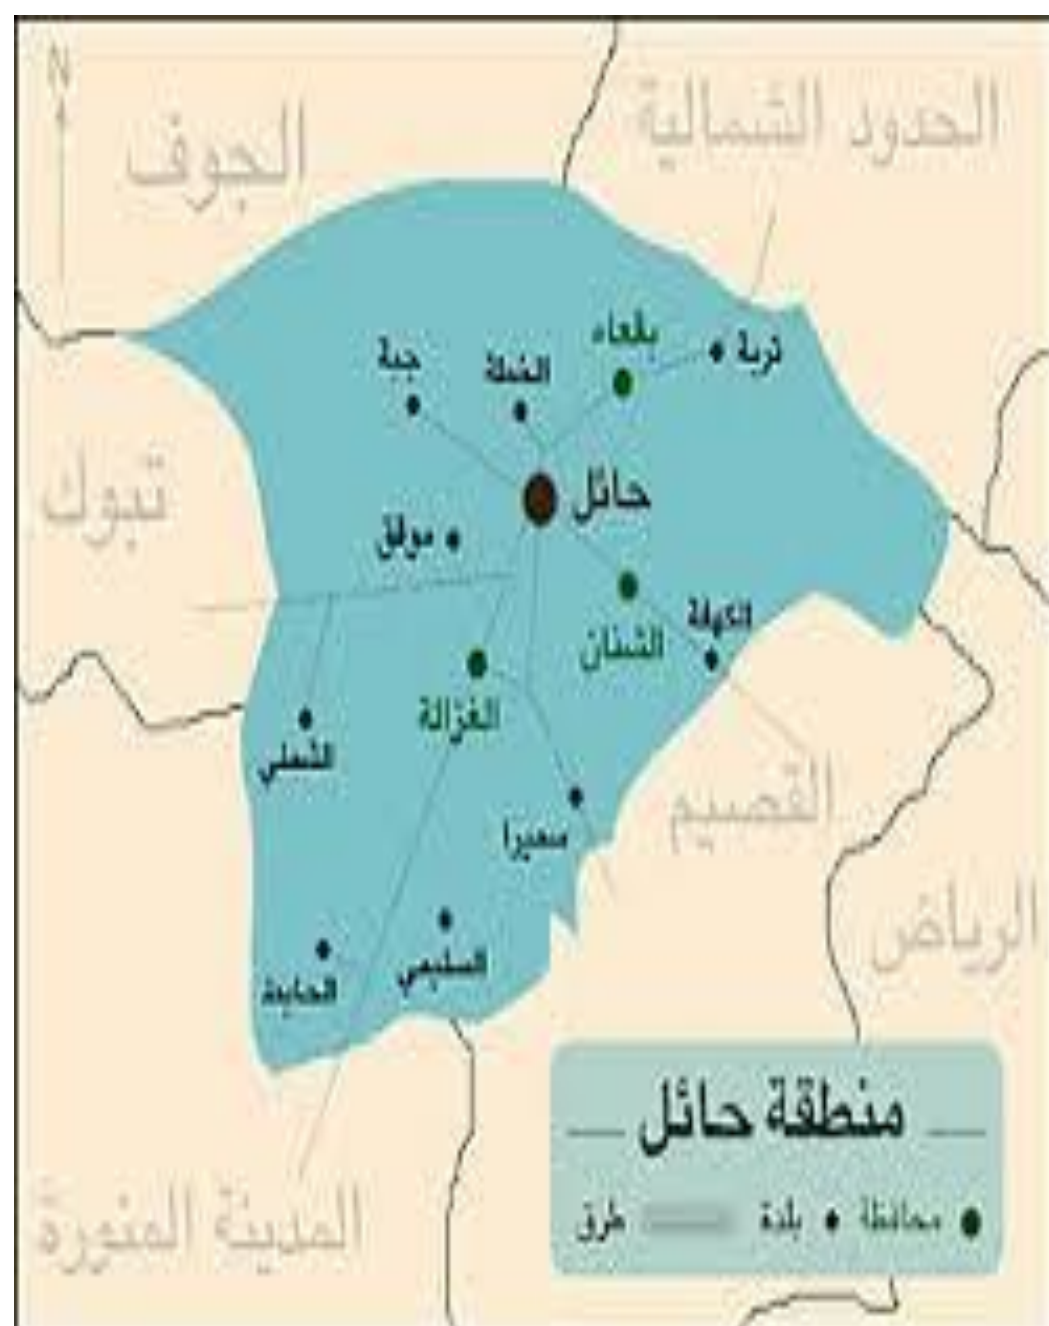 N
الحدود الشمالية
الجوف
بقعاء
تربة
جبة
الخطة
تبوك
حائل
موقق
الشنان
الكهفة
الغزالة
الشملي
سميرا
القصيم
الرياض
السليمي
الحايط
المدينة المنورة
منطقة حائل
محافظة
بلدة
طرق